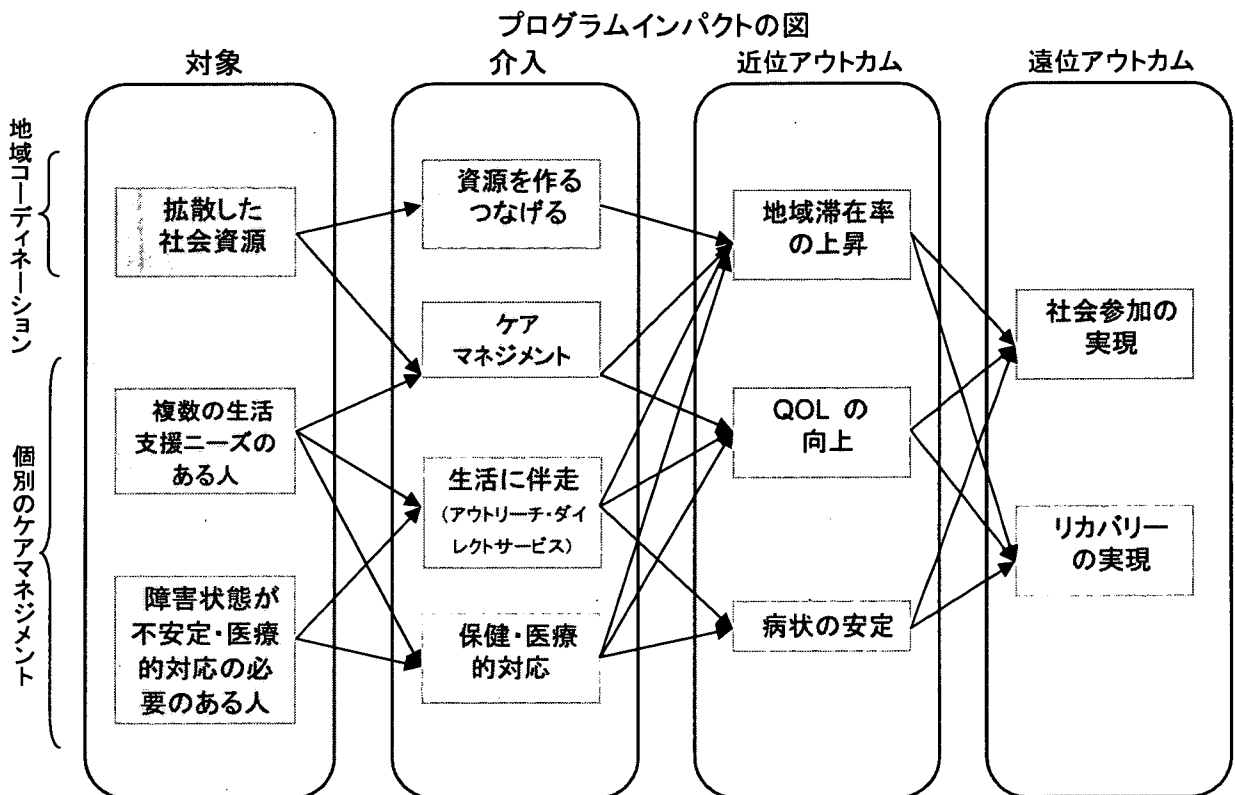 プログラムインパクトの図
対象
介入
近位アウトカム
遠位アウトカム
地域コーディネーション
個別のケアマネジメント
拡散した
社会資源
複数の生活
支援ニーズの
ある人
障害状態が
不安定・医療
的対応の必
要のある人
資源を作る
つなげる
ケア
マネジメント
生活に伴走
(アウトリーチ・ダイ
レクトサービス)
保健・医療
的対応
地域滞在率
の上昇
QOL の
向上
病状の安定
社会参加の
実現
リカバリー
の実現